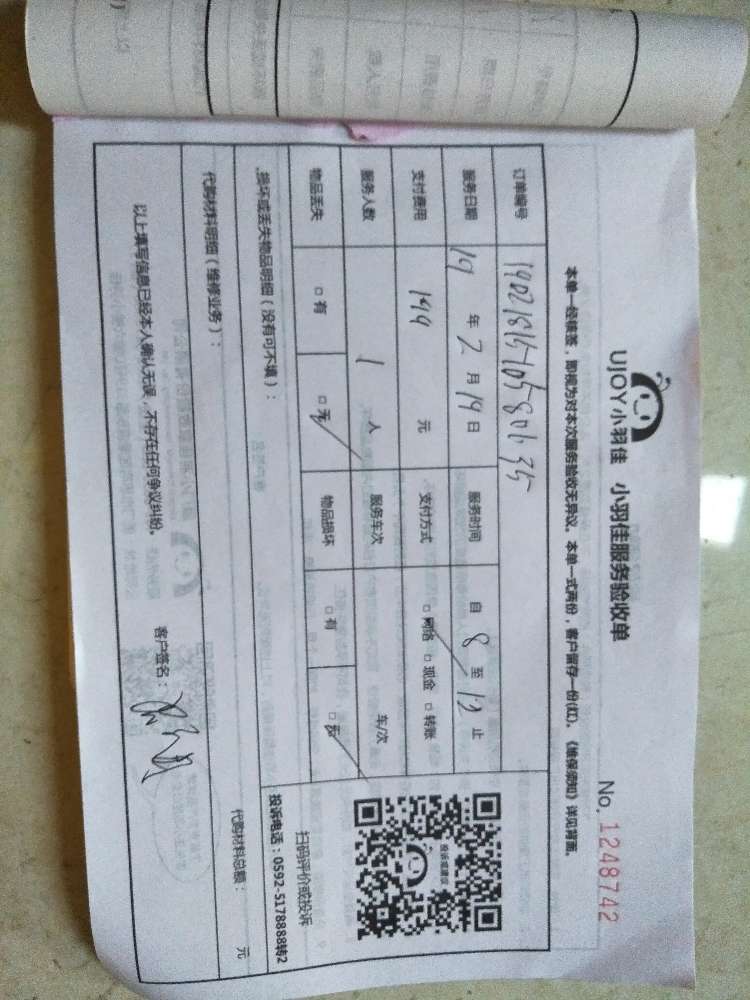 UJOY小羽佳 小羽佳服务验收单
No. 1248742
本单一经核签，即视为对本次服务验收无异议。本单一式两份，客户留存一份(红)。《维保须知》详见背面。
订单编号 190218151058010635
服务日期 19 年 2 月 19 日 服务时间 自 8 至 12 止
支付费用 199 元 支付方式 □ 网络 □ 现金 □ 转账
服务人数 1 人 服务车次 车/次
物品丢失 □ 有 □ 无 物品损坏 □ 有 □ 无
投诉或建议
扫码评价或投诉
投诉电话：0592-5178888转2
损坏或丢失物品明细（没有可不填）：
代购材料明细（维修业务）： 代购材料总额： 元
以上填写信息已经本人确认无误，不存在任何争议纠纷。 客户签名：